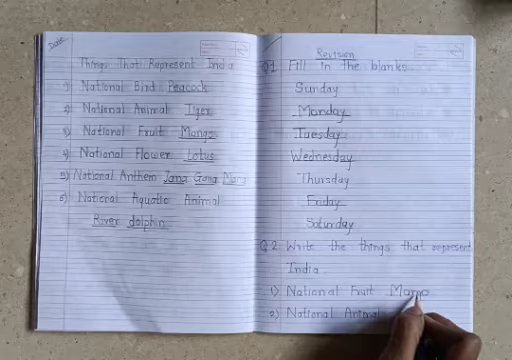 Date
Things That Represent India
1) National Bird Peacock
2) National Animal Tiger
3) National Fruit Mango
4) National Flower Lotus
5) National Anthem Jana Gana Mana
6) National Aquatic Animal
River dolphin
Revision
Q1 Fill in The blanks
Sunday
Monday
Tuesday
Wednesday
Thursday
Friday
Saturday
Q2 Write the things that represent
India
1) National Fruit Mango
2) National Animal